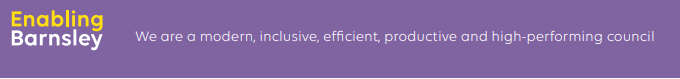 Enabling
Barnsley
We are a modern, inclusive, efficient, productive and high-performing council